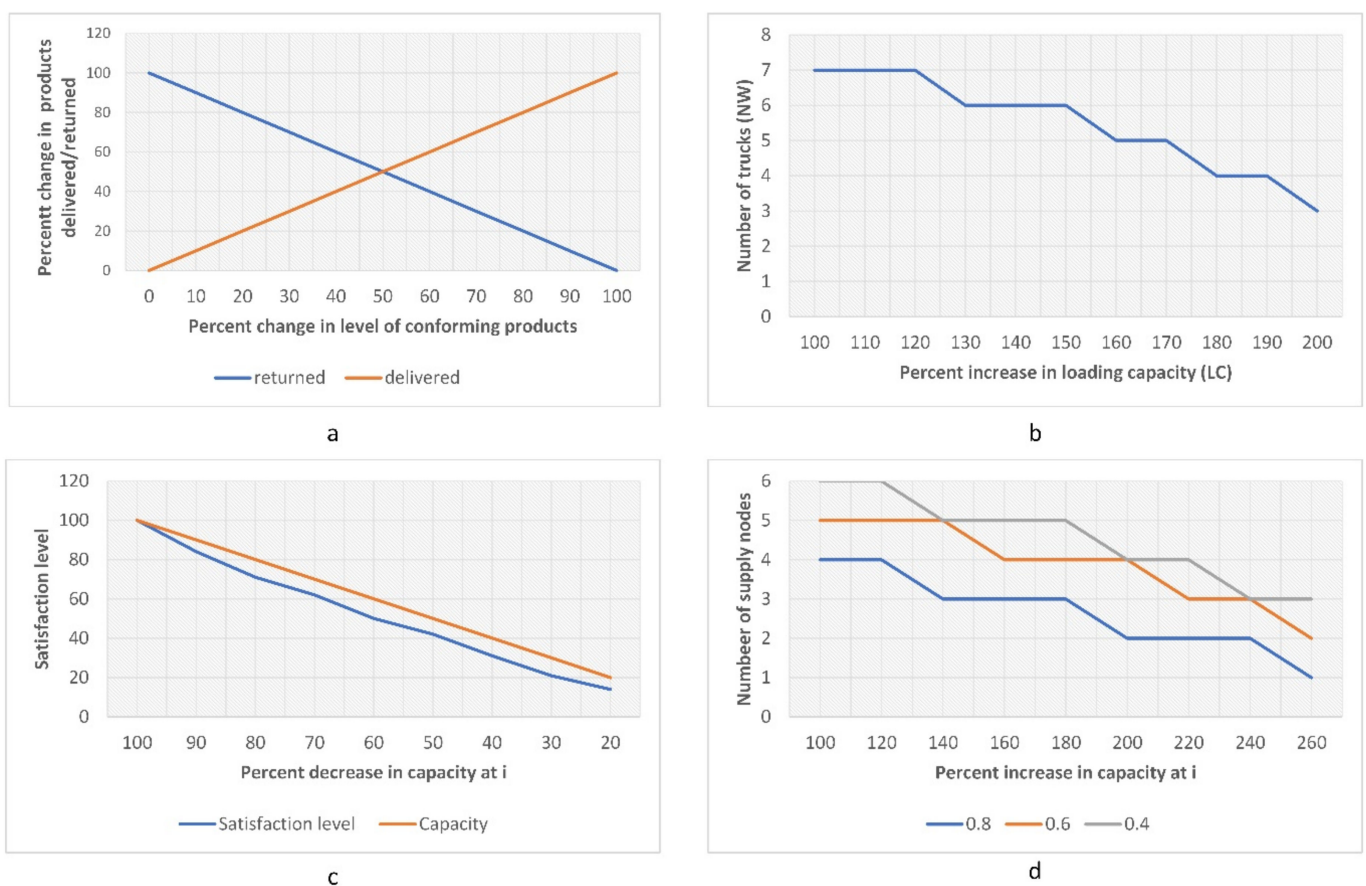 120
100
80
60
40
20
0
Percentt change in products
delivered/returned
0 10 20 30 40 50 60 70 80 90 100
Percent change in level of conforming products
returned delivered
a
8
7
6
5
4
3
2
1
0
Number of trucks (NW)
100 110 120 130 140 150 160 170 180 190 200
Percent increase in loading capacity (LC)
b
120
100
80
60
40
20
0
Satisfaction level
100 90 80 70 60 50 40 30 20
Percent decrease in capacity at i
Satisfaction level Capacity
c
6
5
4
3
2
1
0
Number of supply nodes
100 120 140 160 180 200 220 240 260
Percent increase in capacity at i
0.8 0.6 0.4
d